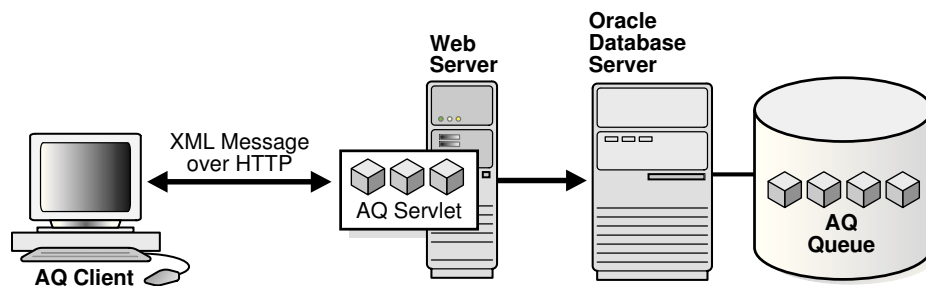 Web
Server
Oracle
Database
Server
XML Message
over HTTP
AQ Servlet
AQ
Queue
AQ Client